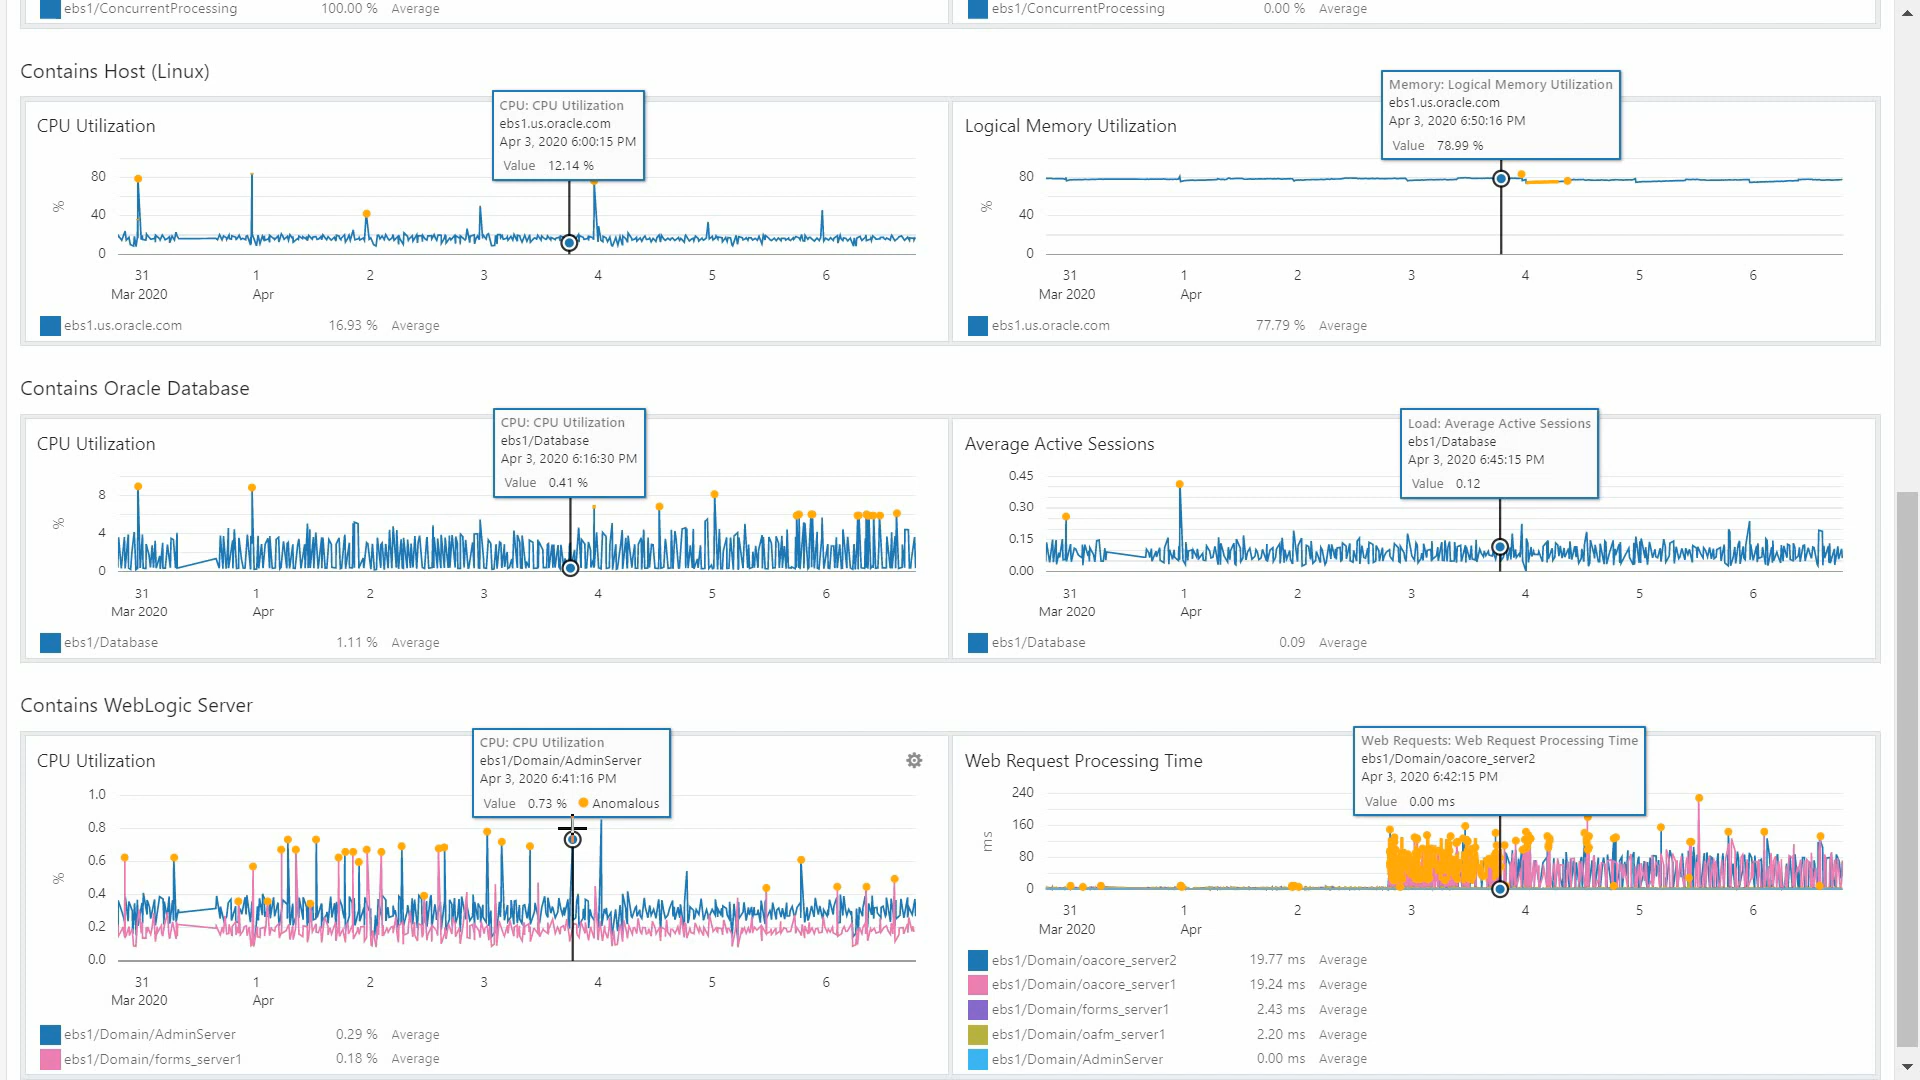 ebs1/ConcurrentProcessing 100.00 % Average
ebs1/ConcurrentProcessing 0.00 % Average
Contains Host (Linux)
CPU Utilization
CPU: CPU Utilization
ebs1.us.oracle.com
Apr 3, 2020 6:00:15 PM
Value 12.14 %
80
40
0
%
31 1 2 3 4 5 6
Mar 2020 Apr
ebs1.us.oracle.com 16.93 % Average
Logical Memory Utilization
Memory: Logical Memory Utilization
ebs1.us.oracle.com
Apr 3, 2020 6:50:16 PM
Value 78.99 %
80
40
0
%
31 1 2 3 4 5 6
Mar 2020 Apr
ebs1.us.oracle.com 77.79 % Average
Contains Oracle Database
CPU Utilization
CPU: CPU Utilization
ebs1/Database
Apr 3, 2020 6:16:30 PM
Value 0.41 %
8
4
0
%
31 1 2 3 4 5 6
Mar 2020 Apr
ebs1/Database 1.11 % Average
Average Active Sessions
Load: Average Active Sessions
ebs1/Database
Apr 3, 2020 6:45:15 PM
Value 0.12
0.45
0.30
0.15
0.00
31 1 2 3 4 5 6
Mar 2020 Apr
ebs1/Database 0.09 Average
Contains WebLogic Server
CPU Utilization
CPU: CPU Utilization
ebs1/Domain/AdminServer
Apr 3, 2020 6:41:16 PM
Value 0.73 % Anomalous
1.0
0.8
0.6
0.4
0.2
0.0
%
31 1 2 3 4 5 6
Mar 2020 Apr
ebs1/Domain/AdminServer 0.29 % Average
ebs1/Domain/forms_server1 0.18 % Average
Web Request Processing Time
Web Requests: Web Request Processing Time
ebs1/Domain/oacore_server2
Apr 3, 2020 6:42:15 PM
Value 0.00 ms
240
160
80
0
ms
31 1 2 3 4 5 6
Mar 2020 Apr
ebs1/Domain/oacore_server2 19.77 ms Average
ebs1/Domain/oacore_server1 19.24 ms Average
ebs1/Domain/forms_server1 2.43 ms Average
ebs1/Domain/oafm_server1 2.20 ms Average
ebs1/Domain/AdminServer 0.00 ms Average